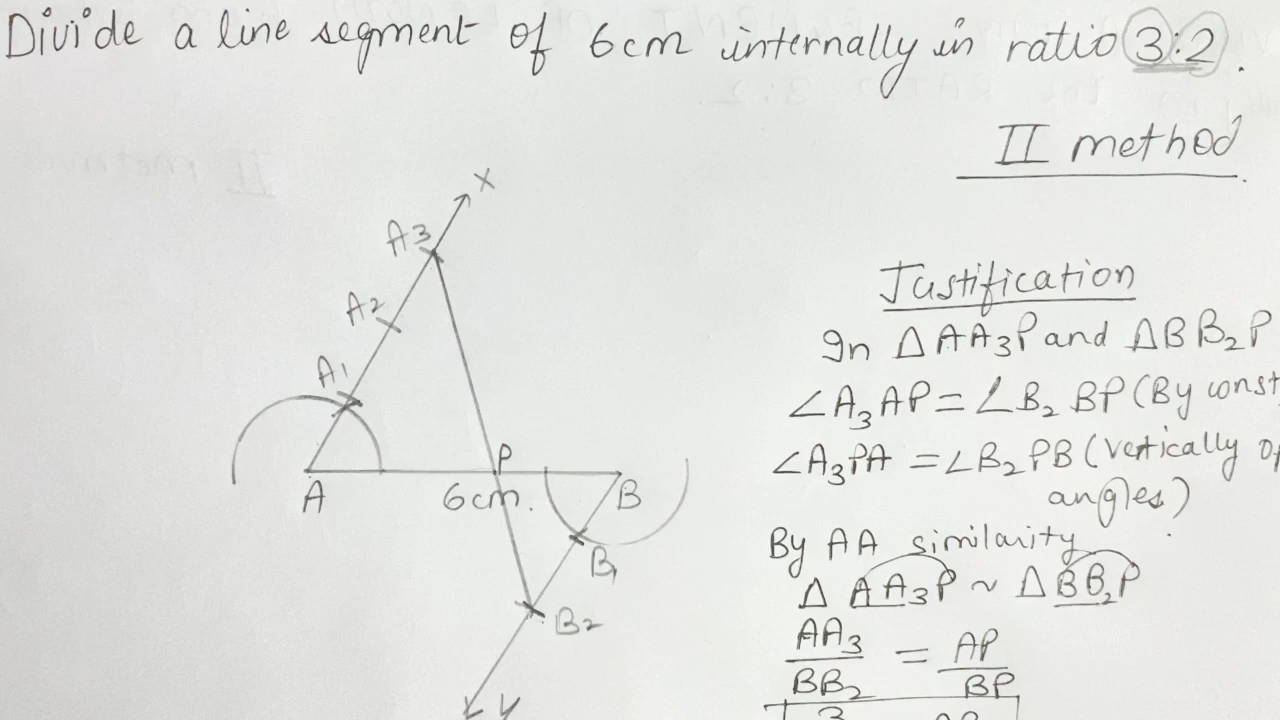 Divide a line segment of 6cm internally in ratio 3:2.
II method
X
A3
A2
A1
P
A
6cm.
B
B1
B2
Y
Justification
In ΔAA₃P and ΔBB₂P
∠A₃AP = ∠B₂BP (By const
∠A₃PA = ∠B₂PB (Vertically op
angles)
By AA similarity
Δ AA₃P ~ ΔBB₂P
AA₃ = AP
BB₂ BP
3